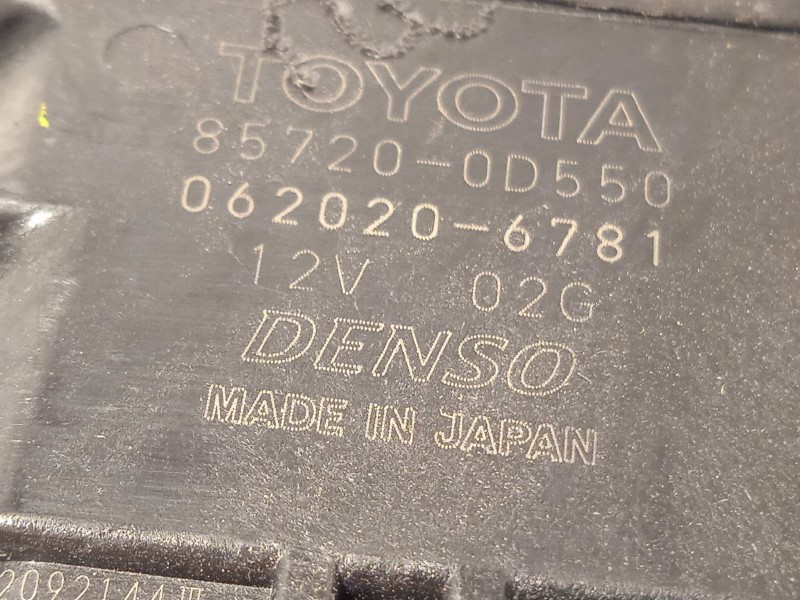 TOYOTA
85720-0D550
062020-6781
12V 02G
DENSO
MADE IN JAPAN